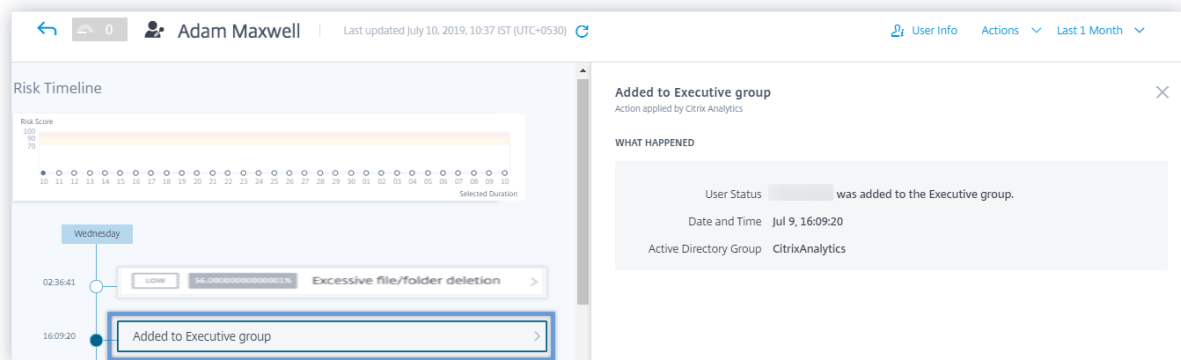 0 Adam Maxwell Last updated July 10, 2019, 10:37 IST (UTC+0530) User Info Actions Last 1 Month
Risk Timeline
Risk Score
100
90
70
10 11 12 13 14 15 16 17 18 19 20 21 22 23 24 25 26 27 28 29 30 01 02 03 04 05 06 07 08 09 10
Selected Duration
Wednesday
02:36:41 LOW 56.00000000000001% Excessive file/folder deletion
16:09:20 Added to Executive group
Added to Executive group
Action applied by Citrix Analytics
WHAT HAPPENED
User Status was added to the Executive group.
Date and Time Jul 9, 16:09:20
Active Directory Group CitrixAnalytics